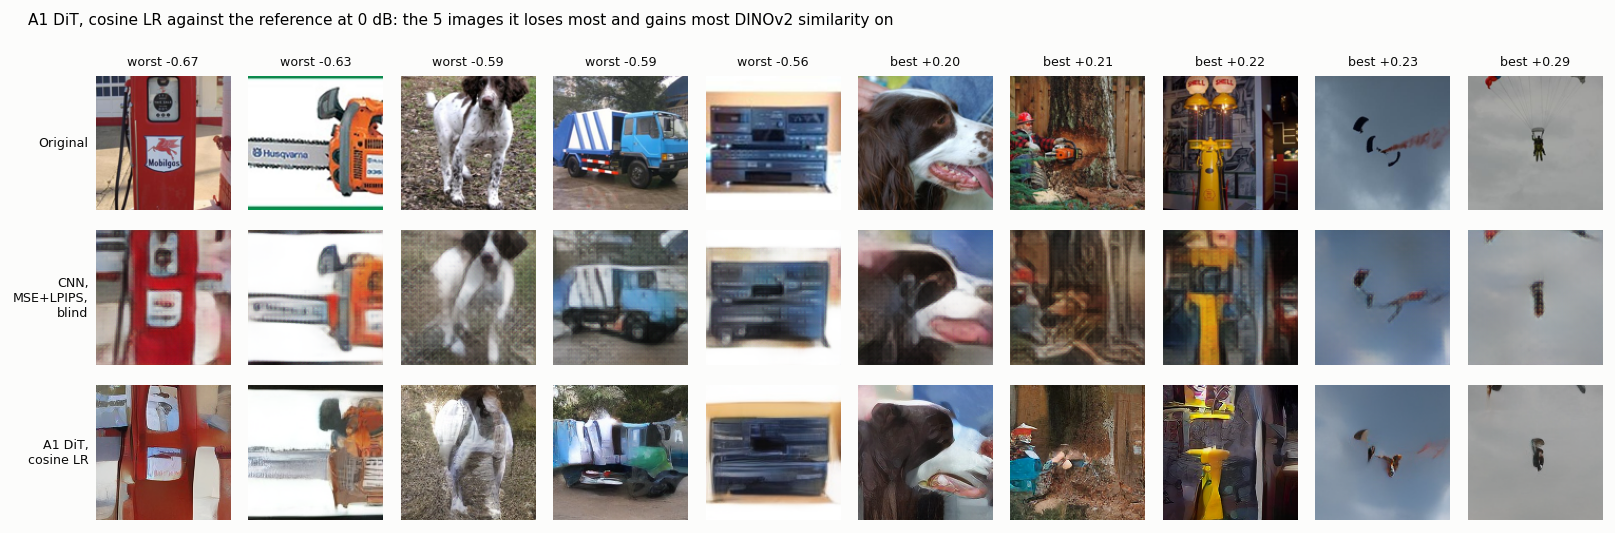 A1 DiT, cosine LR against the reference at 0 dB: the 5 images it loses most and gains most DINOv2 similarity on
worst -0.67
worst -0.63
worst -0.59
worst -0.59
worst -0.56
best +0.20
best +0.21
best +0.22
best +0.23
best +0.29
Original
Mobilgas
Husqvarna
SHELL
SHELL
CNN,
MSE+LPIPS,
blind
A1 DiT,
cosine LR